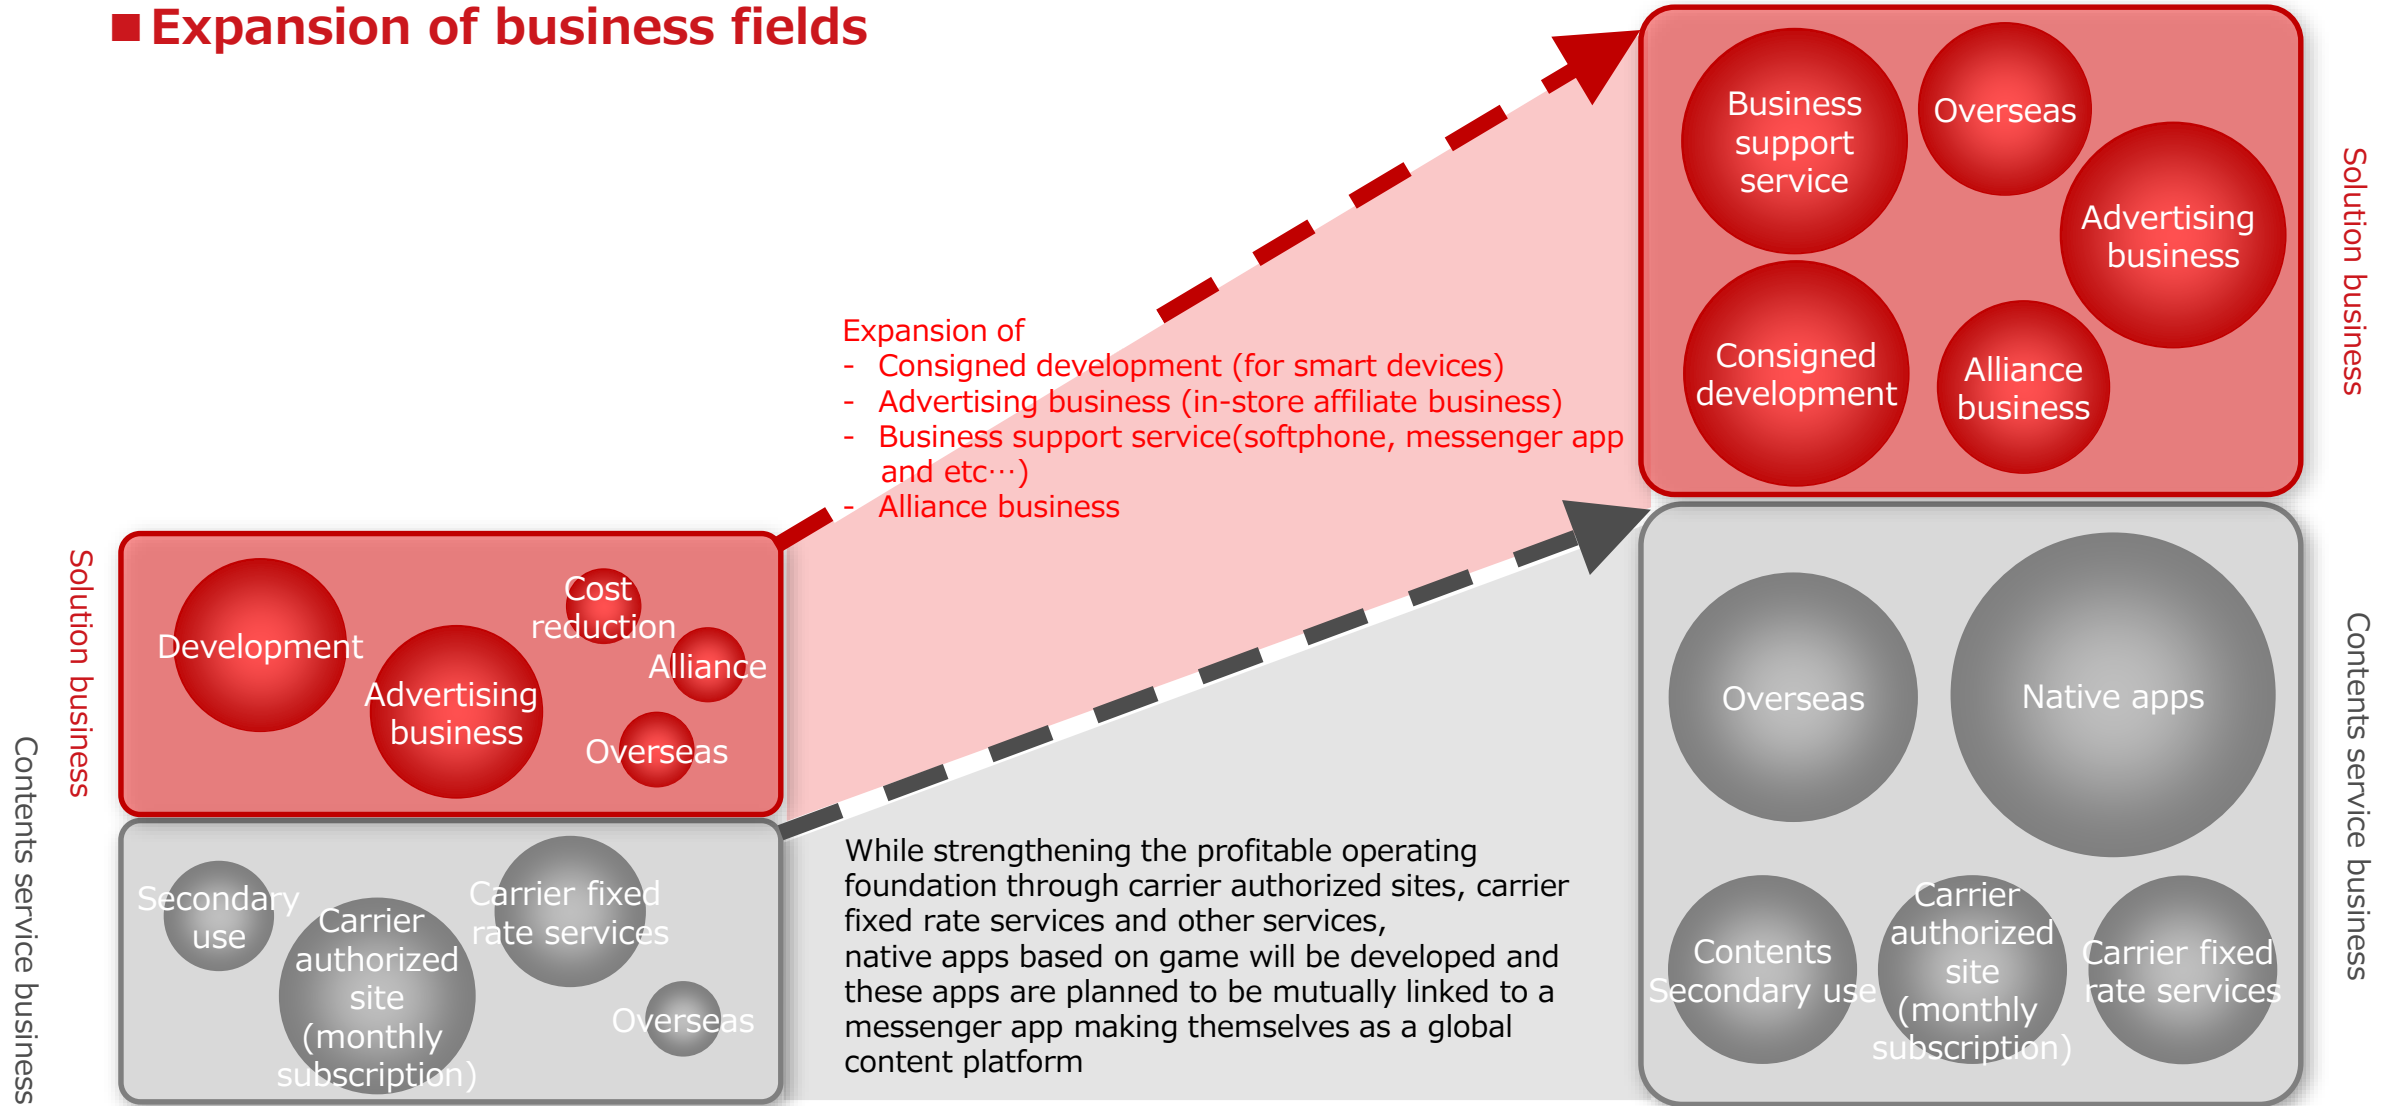 ■ Expansion of business fields
Solution business
Development
Advertising
business
Cost
reduction
Alliance
Overseas
Contents service business
Secondary
use
Carrier
authorized
site
(monthly
subscription)
Carrier fixed
rate services
Overseas
Expansion of
- Consigned development (for smart devices)
- Advertising business (in-store affiliate business)
- Business support service(softphone, messenger app
and etc…)
- Alliance business
While strengthening the profitable operating
foundation through carrier authorized sites, carrier
fixed rate services and other services,
native apps based on game will be developed and
these apps are planned to be mutually linked to a
messenger app making themselves as a global
content platform
Business
support
service
Overseas
Advertising
business
Consigned
development
Alliance
business
Solution business
Overseas
Native apps
Contents
Secondary use
Carrier
authorized
site
(monthly
subscription)
Carrier fixed
rate services
Contents service business